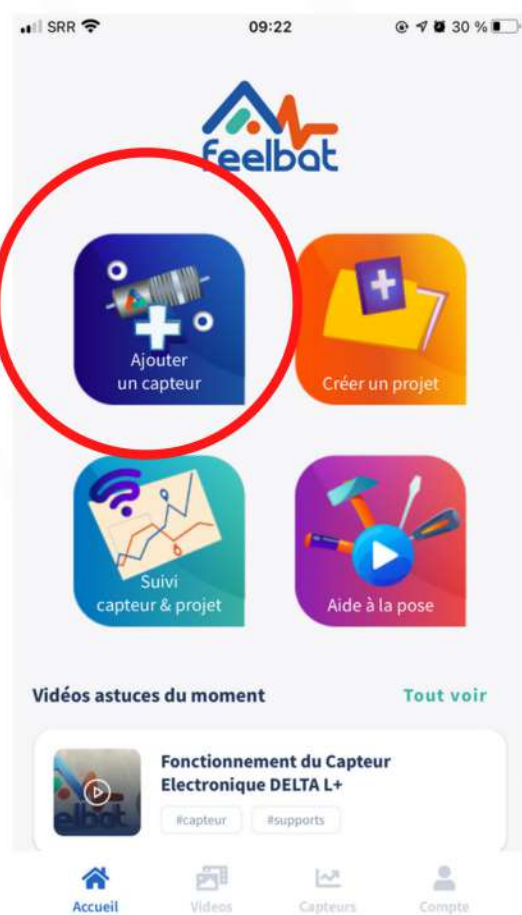 SRR
09:22
30 %
feelbat
Ajouter
un capteur
Créer un projet
Suivi
capteur & projet
Aide à la pose
Vidéos astuces du moment
Tout voir
elbat
Fonctionnement du Capteur
Electronique DELTA L+
#capteur
#supports
Accueil
Videos
Capteurs
Compte